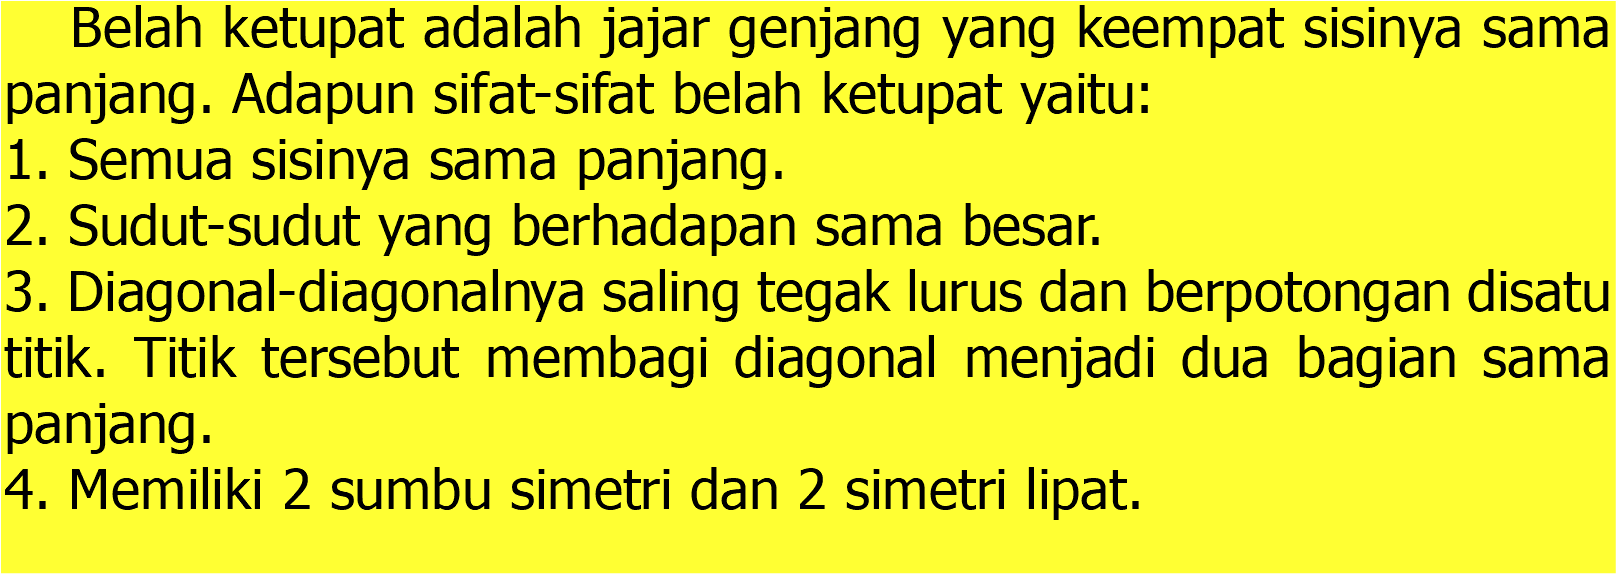 Belah ketupat adalah jajar genjang yang keempat sisinya sama
panjang. Adapun sifat-sifat belah ketupat yaitu:
1. Semua sisinya sama panjang.
2. Sudut-sudut yang berhadapan sama besar.
3. Diagonal-diagonalnya saling tegak lurus dan berpotongan disatu
titik. Titik tersebut membagi diagonal menjadi dua bagian sama
panjang.
4. Memiliki 2 sumbu simetri dan 2 simetri lipat.